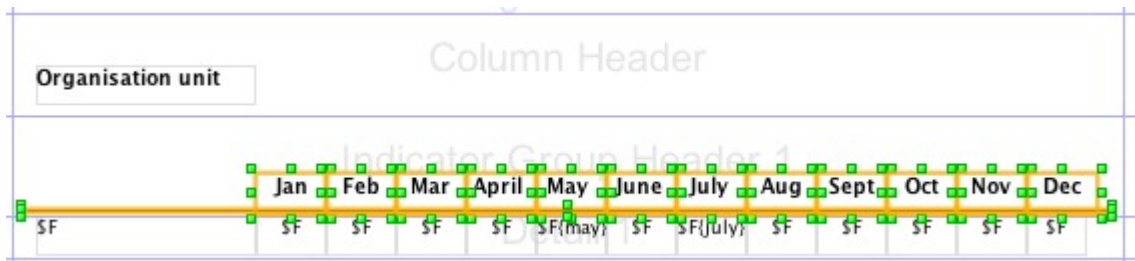 Column Header
Organisation unit
Indicator Group Header 1
Jan Feb Mar April May June July Aug Sept Oct Nov Dec
$F $F $F $F $F $F{may} $F $F{july} $F $F $F $F $F
Detail 1